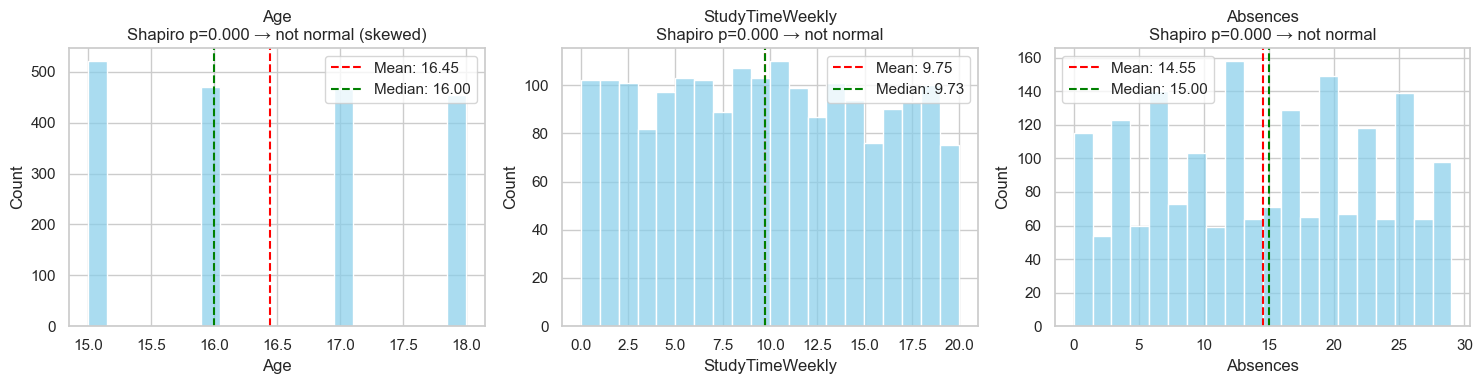 Age
Shapiro p=0.000 → not normal (skewed)
Mean: 16.45
Median: 16.00
Count
500
400
300
200
100
0
15.0 15.5 16.0 16.5 17.0 17.5 18.0
Age
StudyTimeWeekly
Shapiro p=0.000 → not normal
Mean: 9.75
Median: 9.73
Count
100
80
60
40
20
0
0.0 2.5 5.0 7.5 10.0 12.5 15.0 17.5 20.0
StudyTimeWeekly
Absences
Shapiro p=0.000 → not normal
Mean: 14.55
Median: 15.00
Count
160
140
120
100
80
60
40
20
0
0 5 10 15 20 25 30
Absences